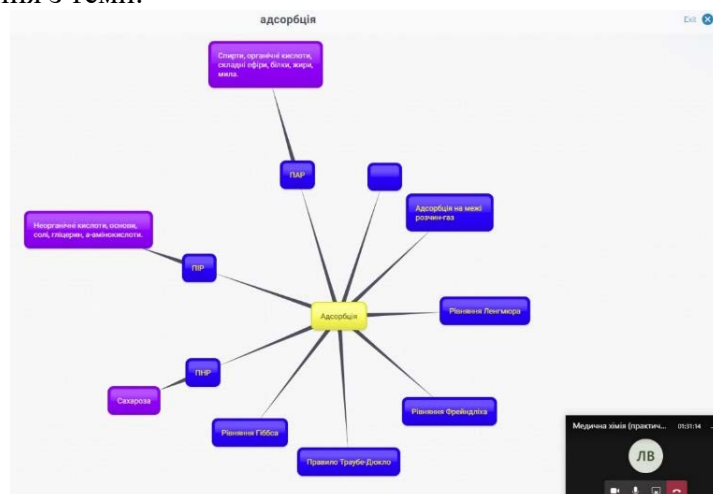 адсорбція
Exit
Спирти, органічні кислоти,
складні ефіри, білки, жири,
мила.
ПАР
Адсорбція на межі
розчин-газ
Неорганічні кислоти, основи,
солі, гліцерин, а-амінокислоти.
ПІР
Адсорбція
Рівняння Ленгмюра
ПНР
Сахароза
Рівняння Фрейндліха
Рівняння Гіббса
Правило Траубе-Дюкло
Медична хімія (практич... 01:31:14
ЛВ